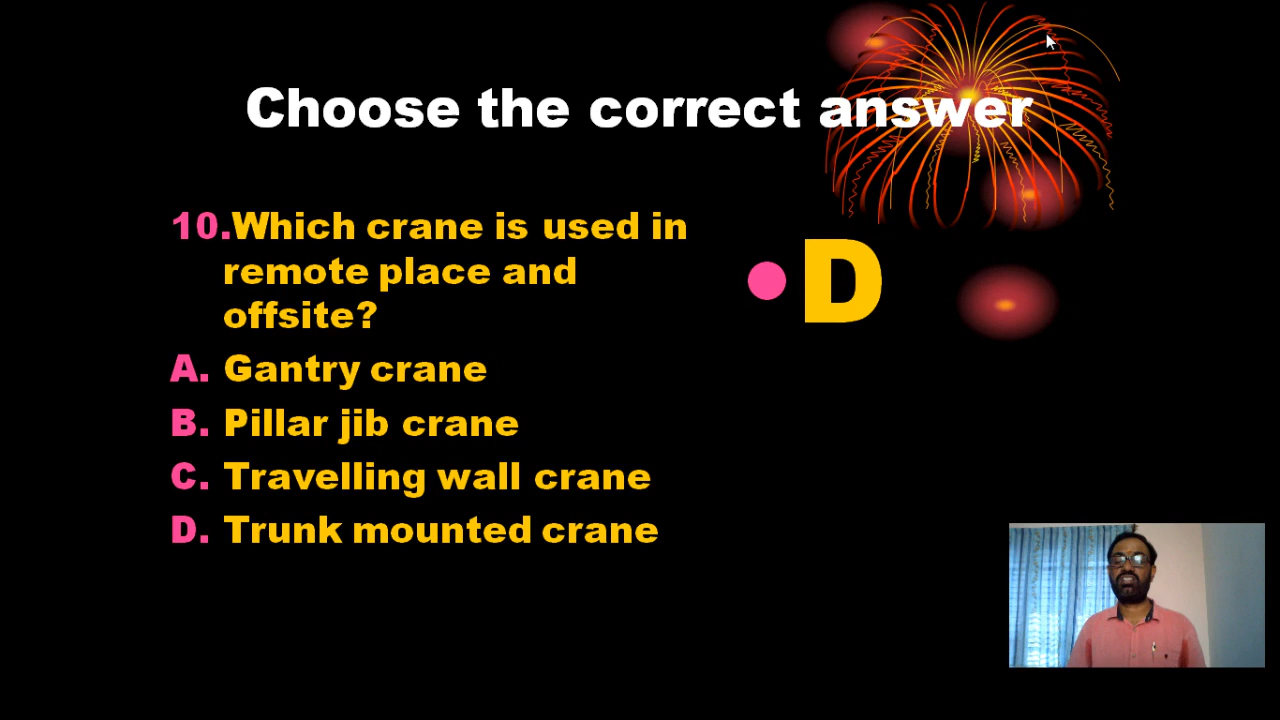 Choose the correct answer
10.Which crane is used in
remote place and
offsite?
A. Gantry crane
B. Pillar jib crane
C. Travelling wall crane
D. Trunk mounted crane
D